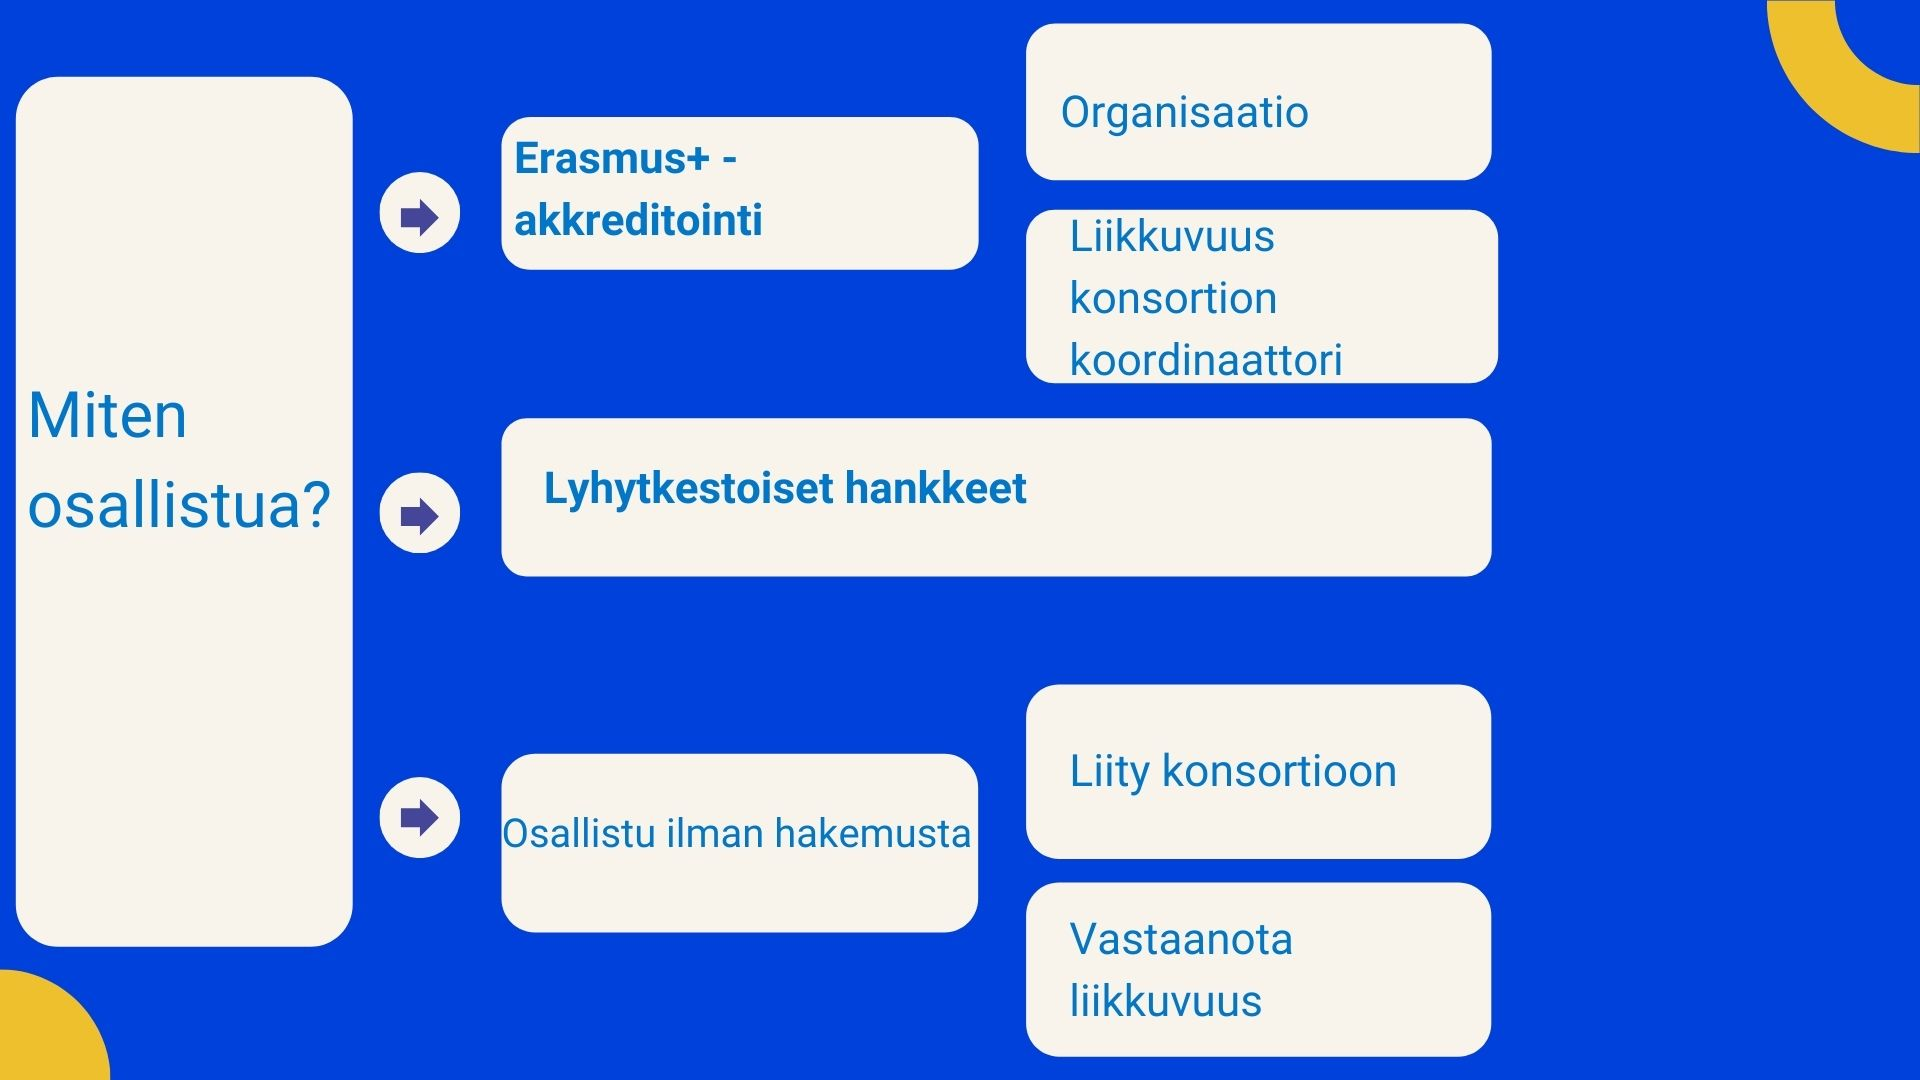 Miten
osallistua?
Erasmus+ -
akkreditointi
Organisaatio
Liikkuvuus
konsortion
koordinaattori
Lyhytkestoiset hankkeet
Osallistu ilman hakemusta
Liity konsortioon
Vastaanota
liikkuvuus